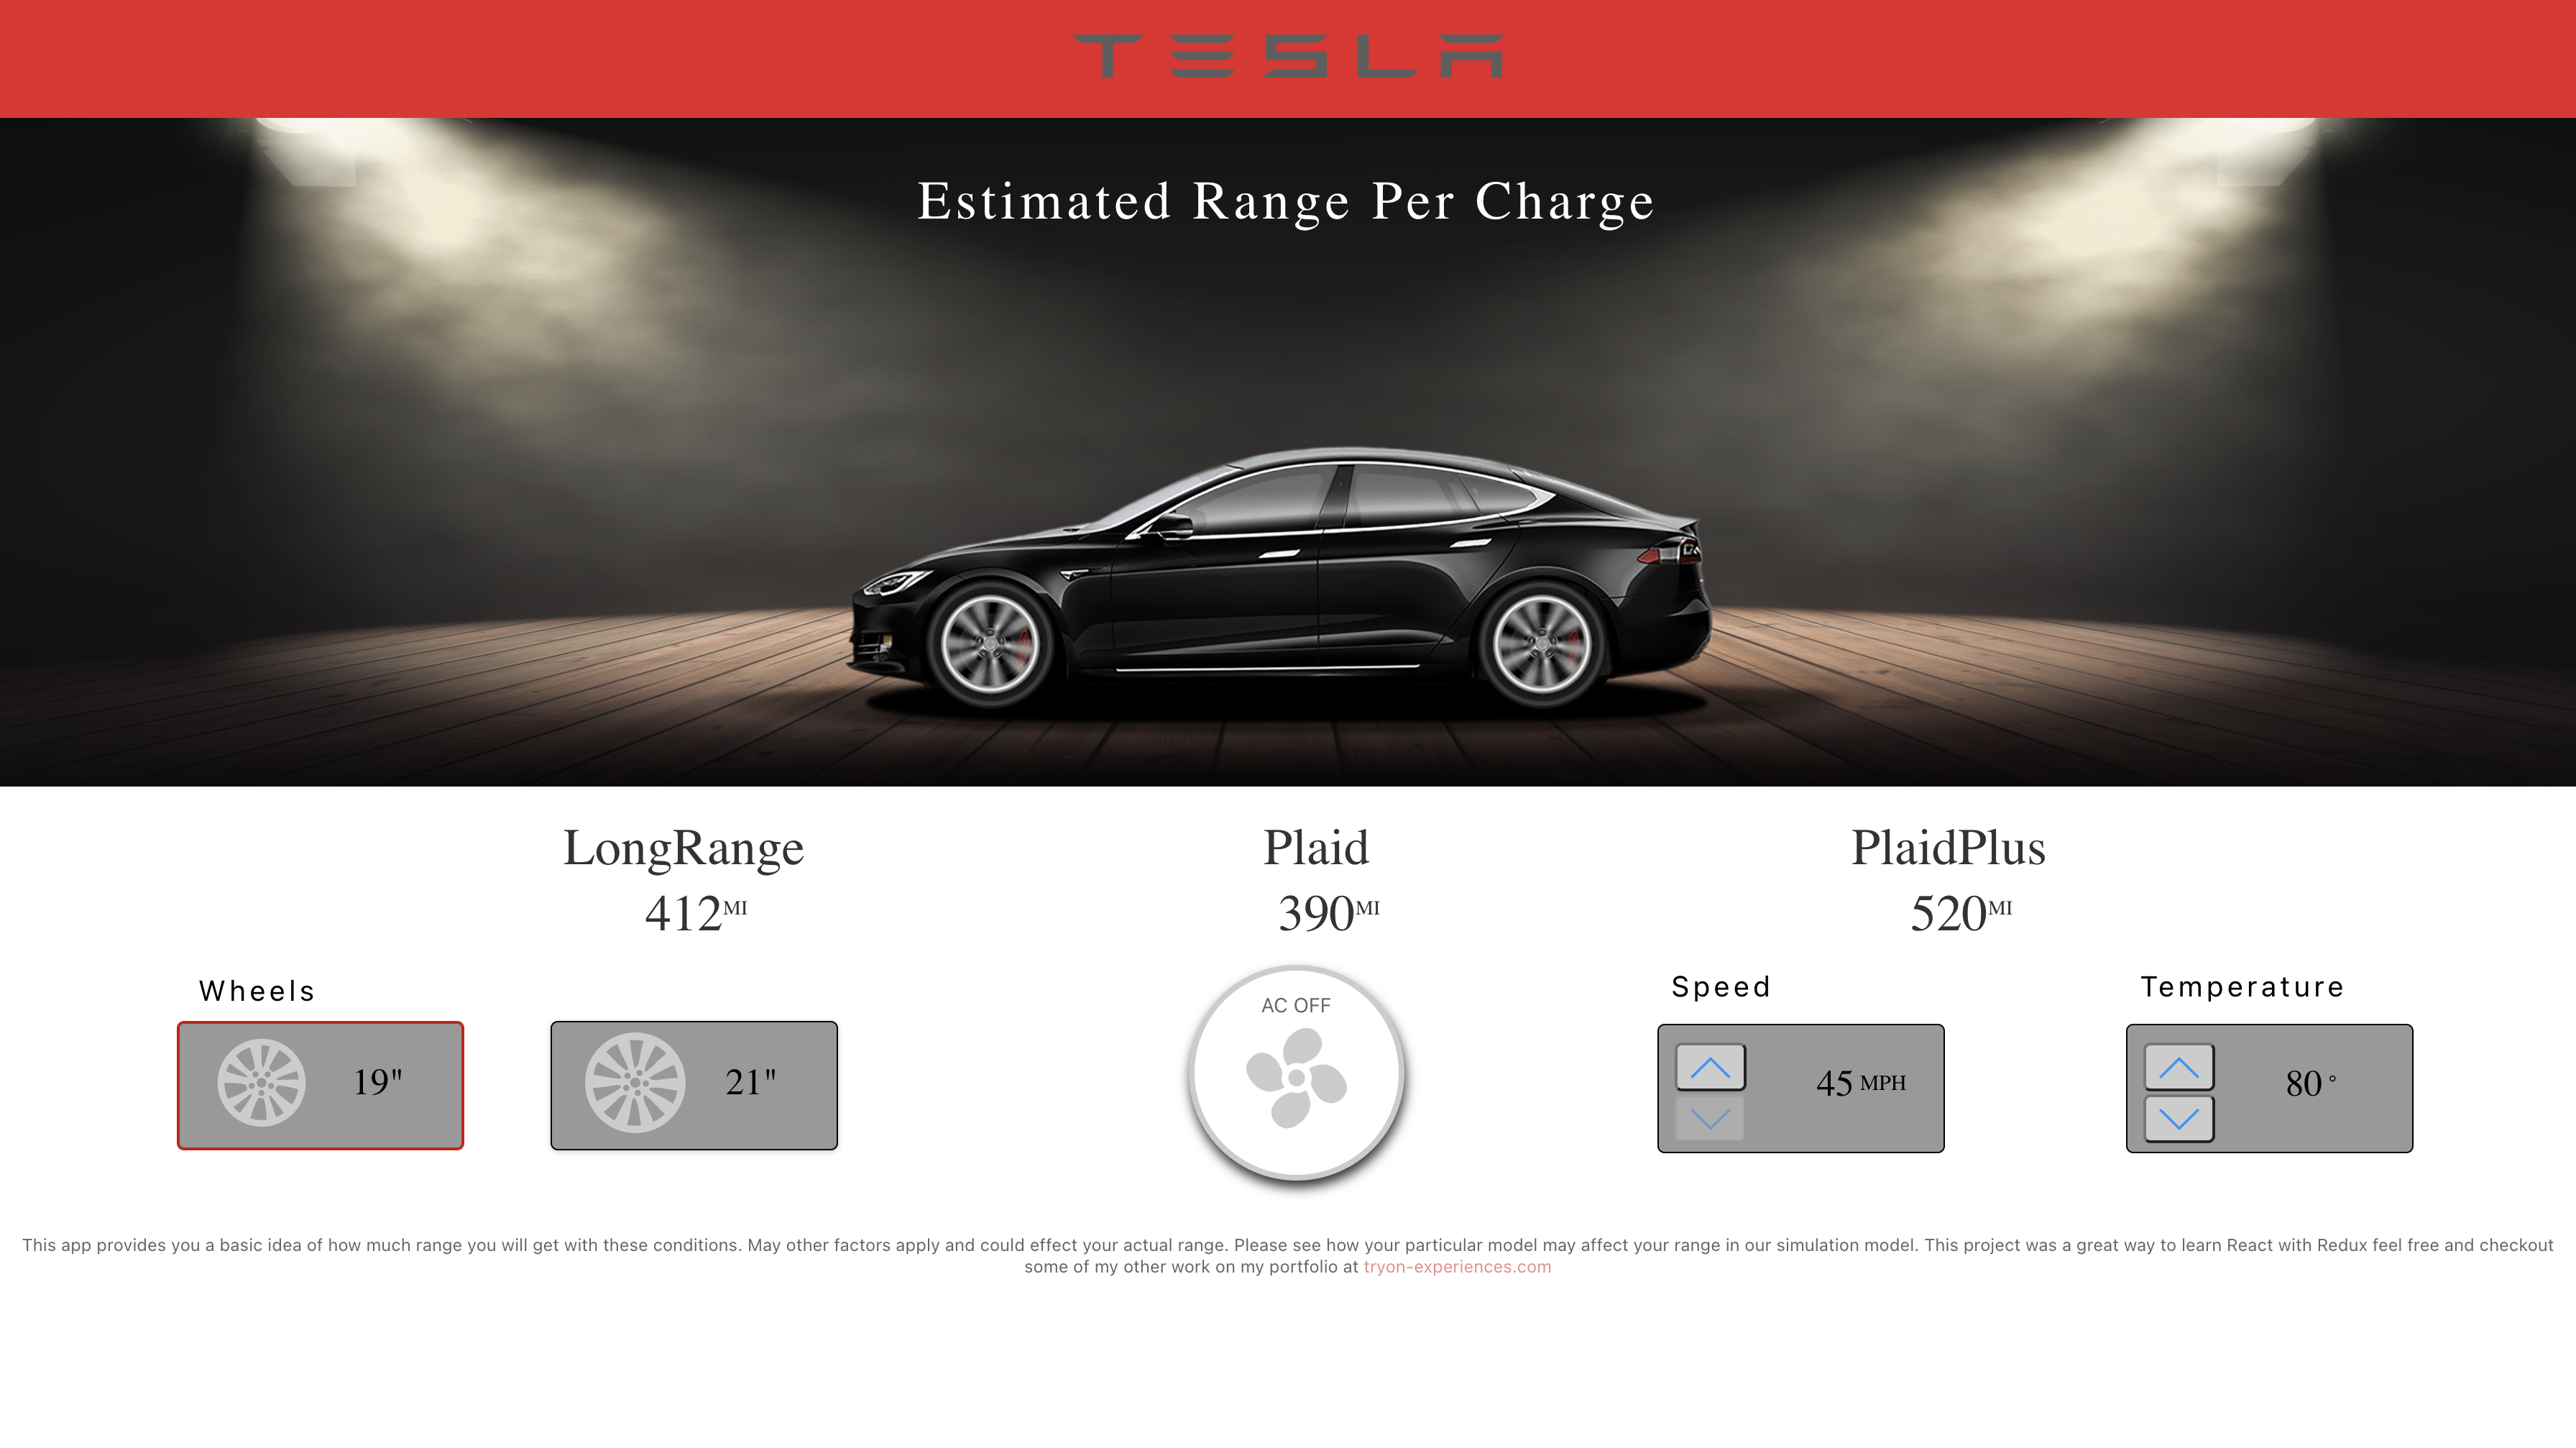 TESLA
Estimated Range Per Charge
LongRange
412MI
Plaid
390MI
PlaidPlus
520MI
Wheels
19"
21"
AC OFF
Speed
45 MPH
Temperature
80 °
This app provides you a basic idea of how much range you will get with these conditions. May other factors apply and could effect your actual range. Please see how your particular model may affect your range in our simulation model. This project was a great way to learn React with Redux feel free and checkout
some of my other work on my portfolio at tryon-experiences.com